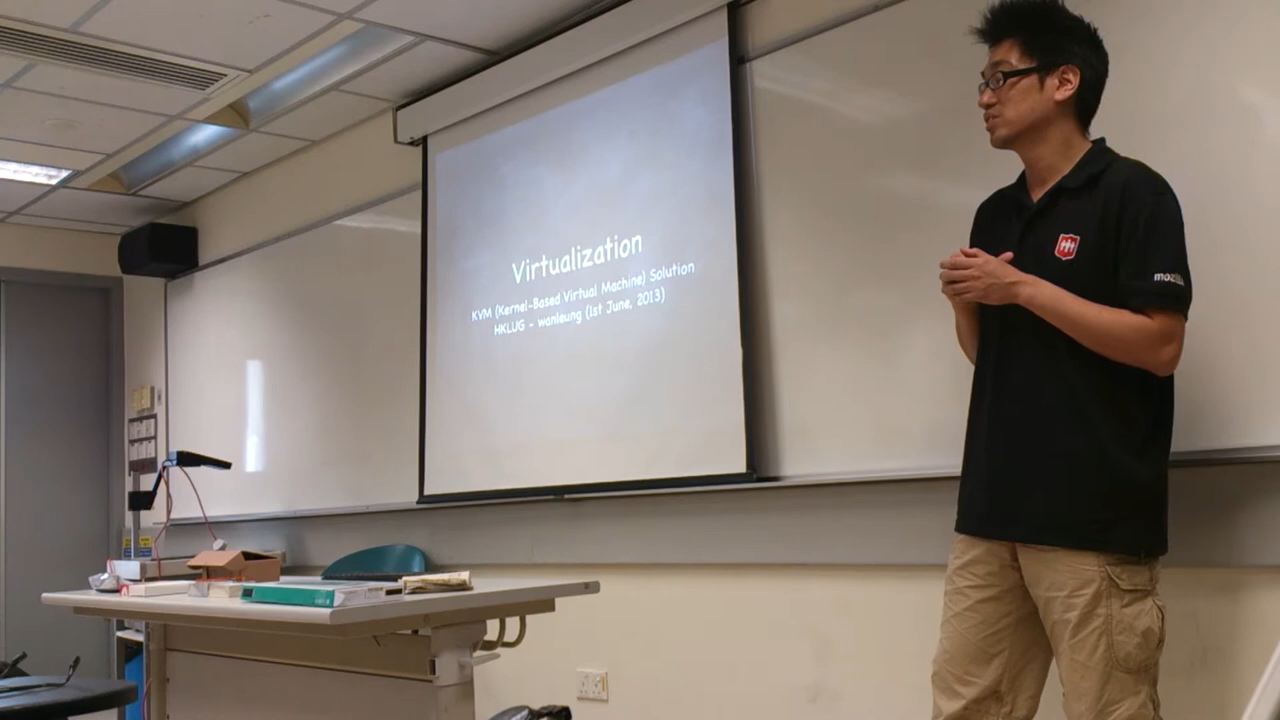 Virtualization
KVM (Kernel-Based Virtual Machine) Solution
HKLUG - wanleung (1st June, 2013)
mozilla